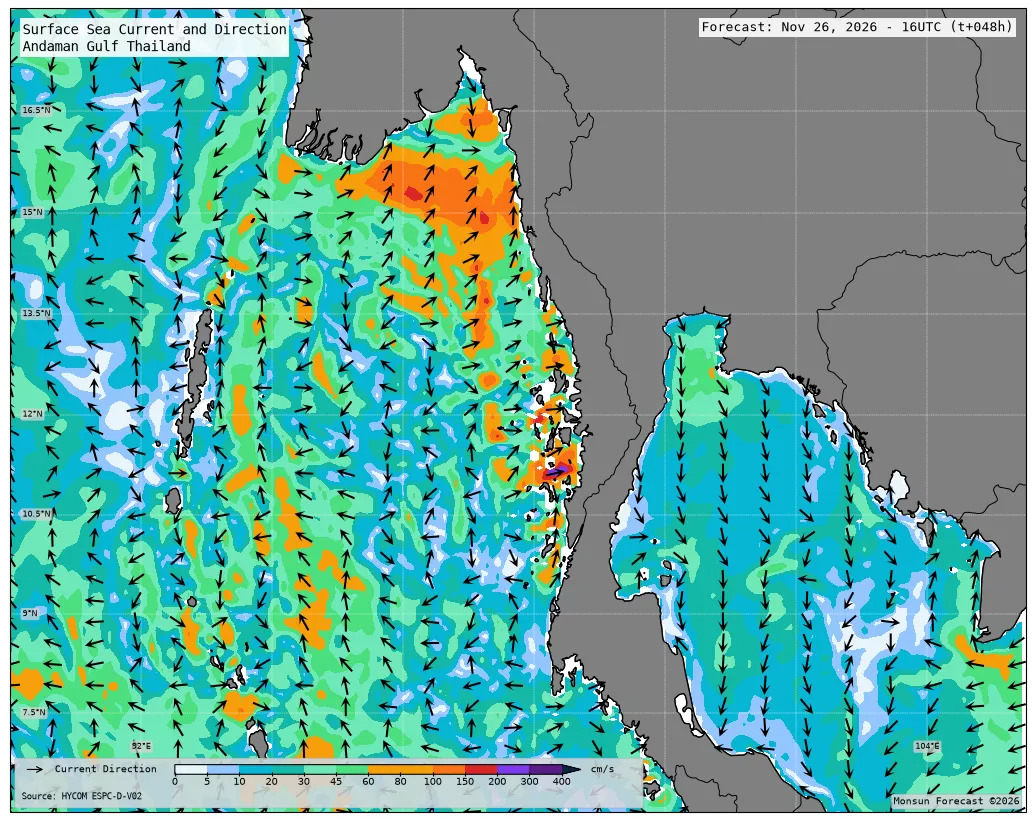 Surface Sea Current and Direction
Andaman Gulf Thailand
Forecast: Nov 26, 2026 - 16UTC (t+048h)
16.5°N
15°N
13.5°N
12°N
10.5°N
9°N
7.5°N
92°E
104°E
Current Direction
0 5 10 20 30 45 60 80 100 150 200 300 400 cm/s
Source: HYCOM ESPC-D-V02
Monsun Forecast ©2026